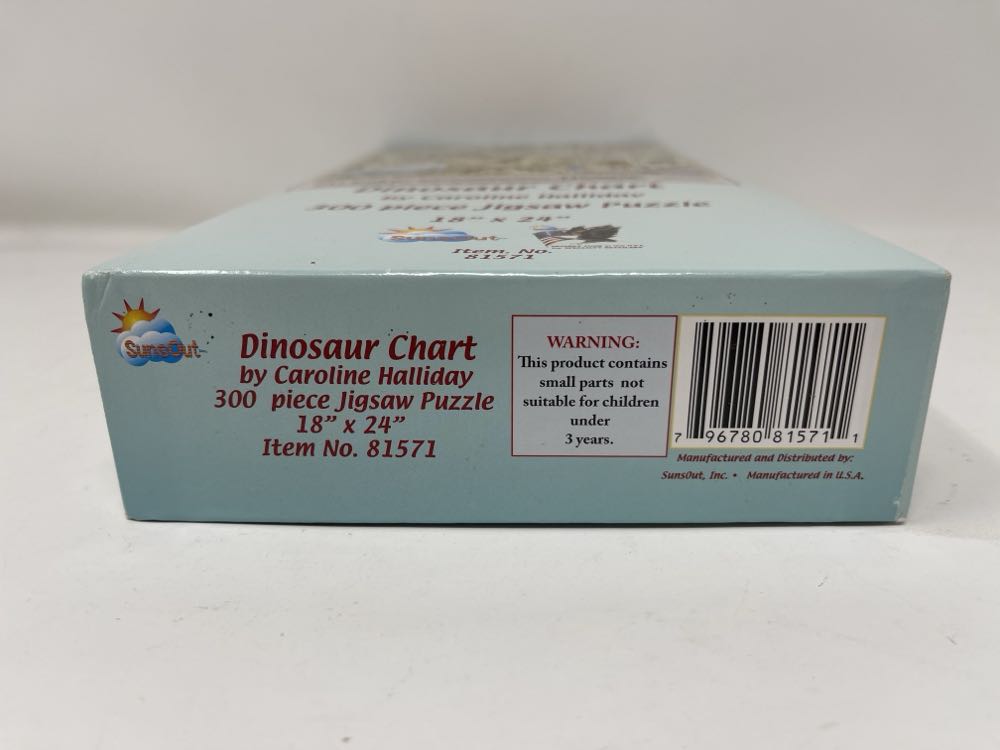 Dinosaur Chart
by Caroline Halliday
300 piece Jigsaw Puzzle
18" x 24"
SunsOut
Item. No.
81571
SunsOut
Dinosaur Chart
by Caroline Halliday
300 piece Jigsaw Puzzle
18” x 24”
Item No. 81571
WARNING:
This product contains
small parts not
suitable for children
under
3 years.
7 96780 81571 1
Manufactured and Distributed by:
SunsOut, Inc. • Manufactured in U.S.A.